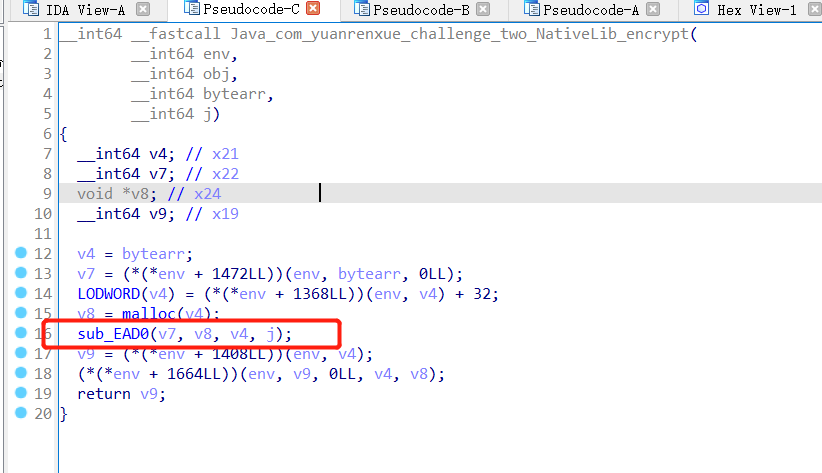 IDA View-A Pseudocode-C Pseudocode-B Pseudocode-A Hex View-1
1 __int64 __fastcall Java_com_yuanrenxue_challenge_two_NativeLib_encrypt(
2 __int64 env,
3 __int64 obj,
4 __int64 bytearr,
5 __int64 j)
6 {
7 __int64 v4; // x21
8 __int64 v7; // x22
9 void *v8; // x24
10 __int64 v9; // x19
11
12 v4 = bytearr;
13 v7 = (*(*env + 1472LL))(env, bytearr, 0LL);
14 LODWORD(v4) = (*(*env + 1368LL))(env, v4) + 32;
15 v8 = malloc(v4);
16 sub_EAD0(v7, v8, v4, j);
17 v9 = (*(*env + 1408LL))(env, v4);
18 (*(*env + 1664LL))(env, v9, 0LL, v4, v8);
19 return v9;
20 }